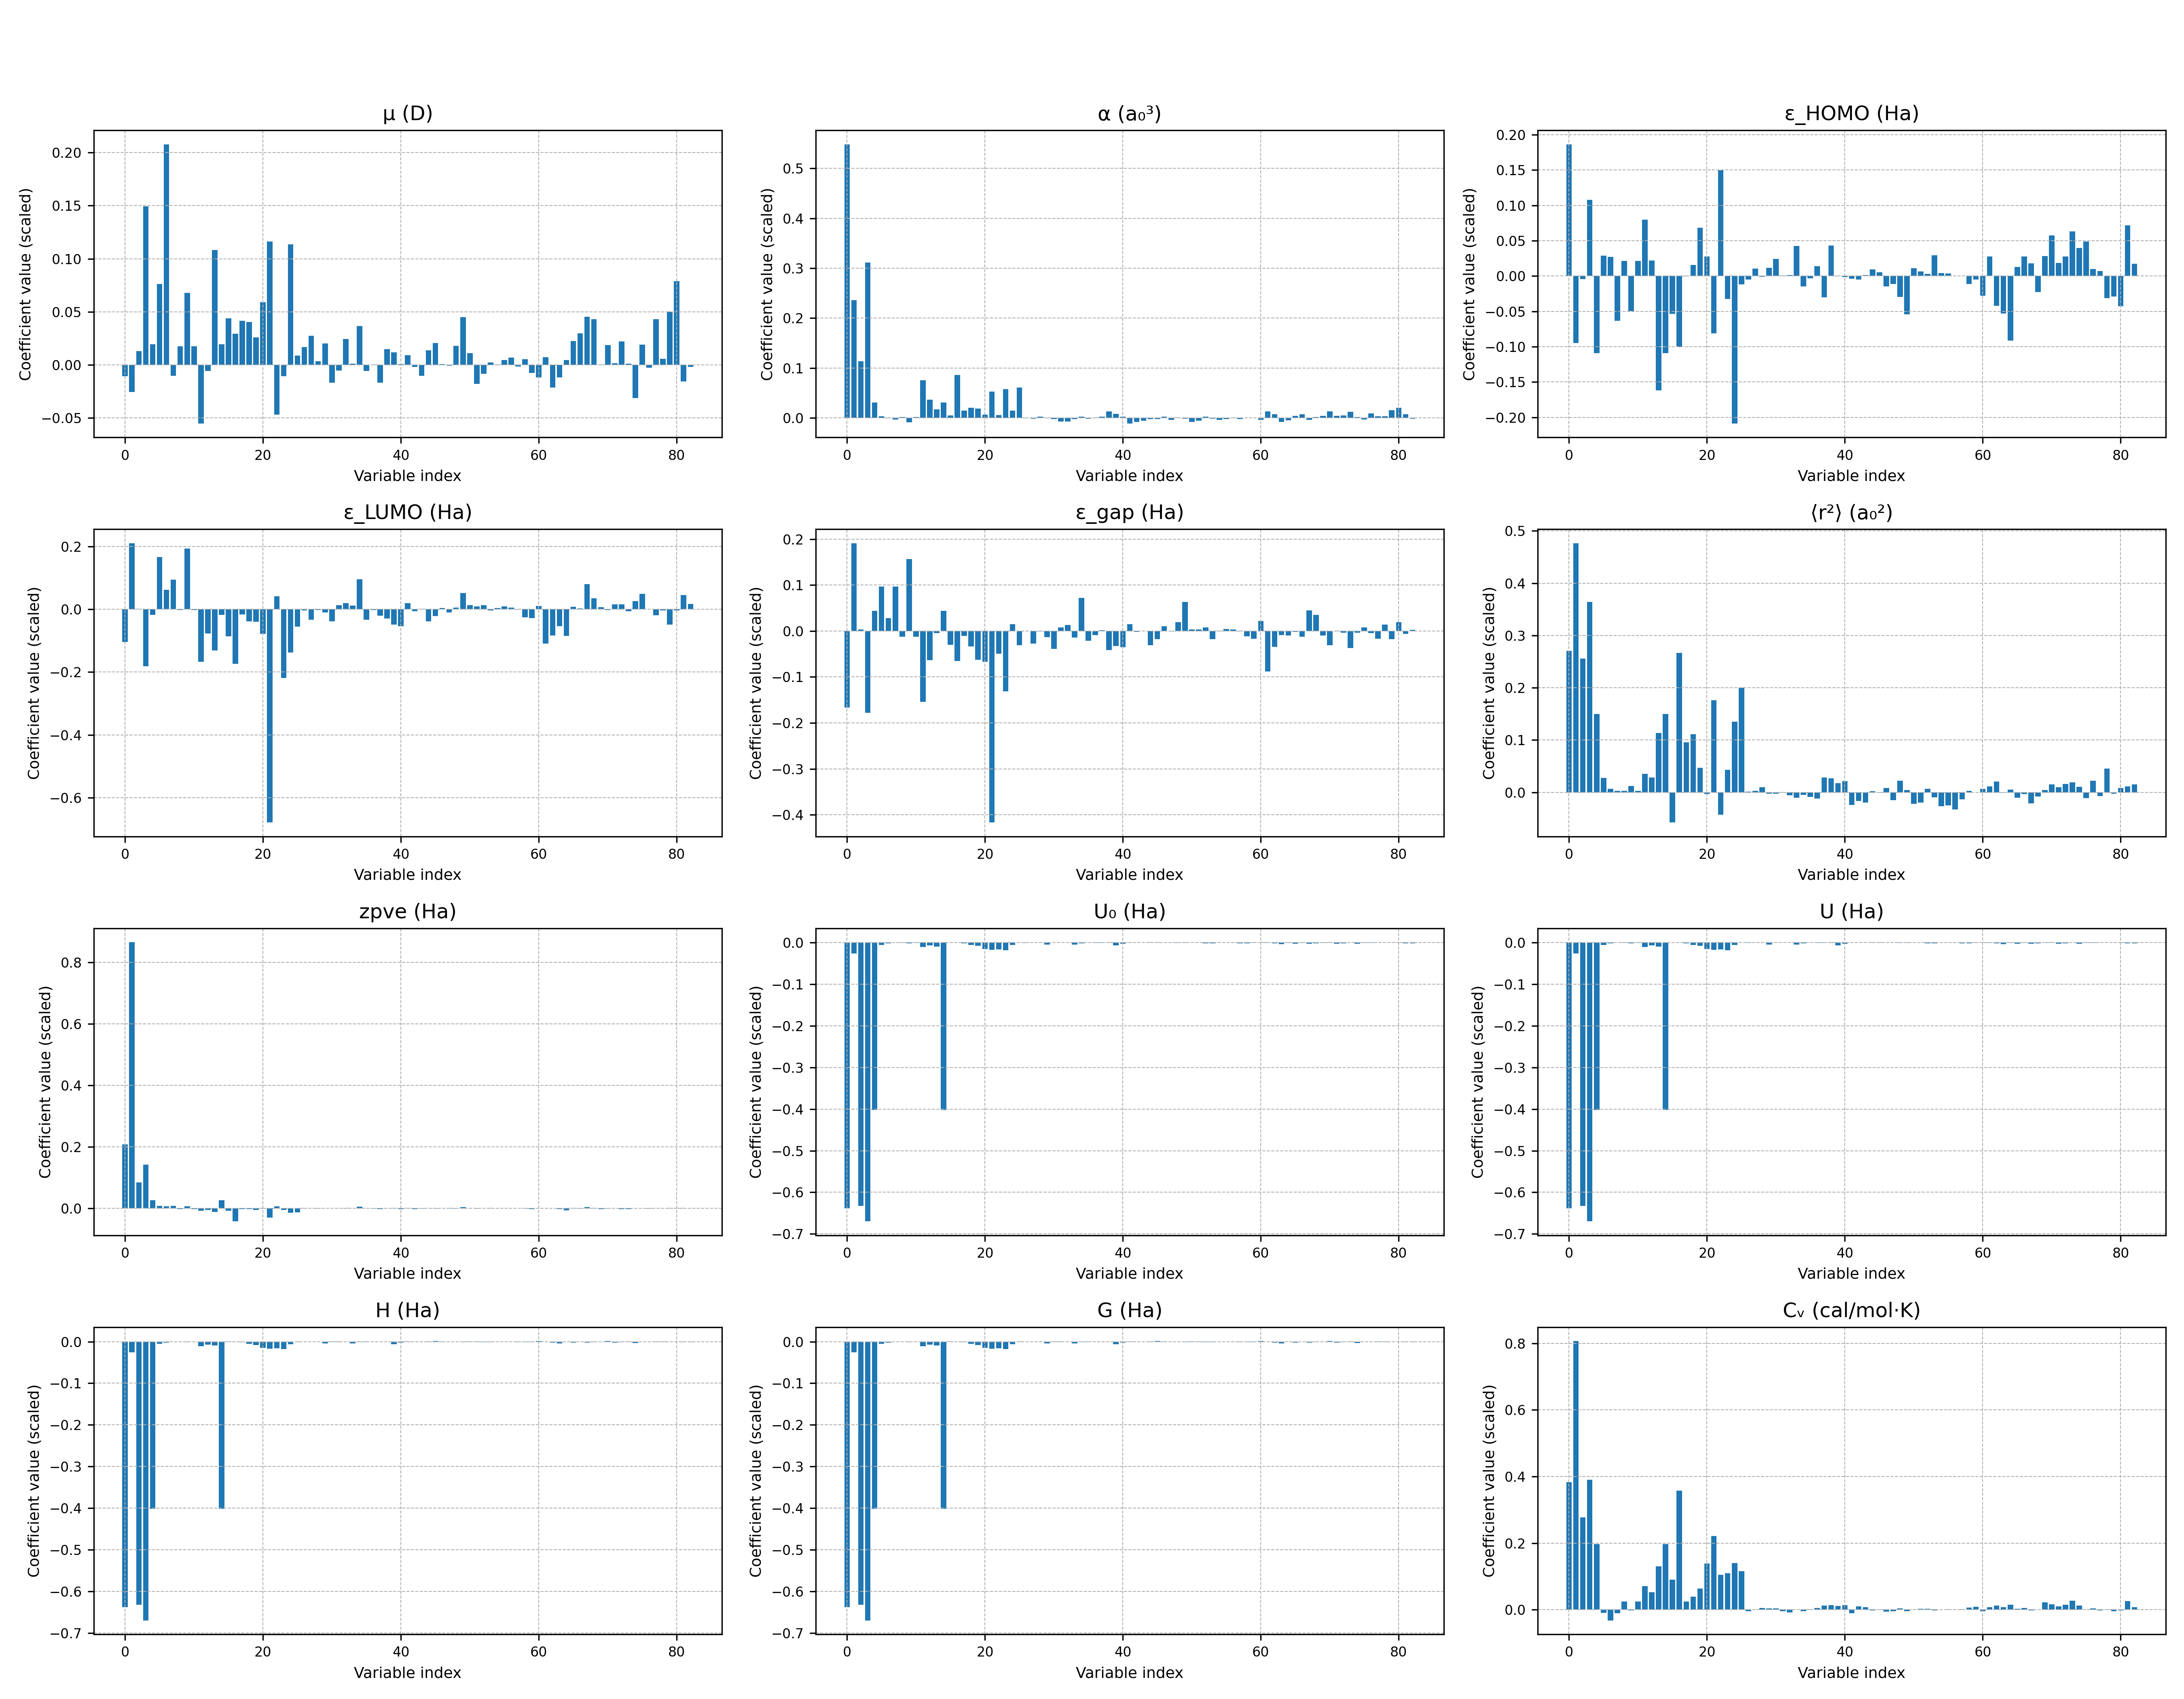 μ (D)
Coefficient value (scaled)
0.20
0.15
0.10
0.05
0.00
−0.05
0 20 40 60 80
Variable index
α (a₀³)
Coefficient value (scaled)
0.5
0.4
0.3
0.2
0.1
0.0
0 20 40 60 80
Variable index
ε_HOMO (Ha)
Coefficient value (scaled)
0.20
0.15
0.10
0.05
0.00
−0.05
−0.10
−0.15
−0.20
0 20 40 60 80
Variable index
ε_LUMO (Ha)
Coefficient value (scaled)
0.2
0.0
−0.2
−0.4
−0.6
0 20 40 60 80
Variable index
ε_gap (Ha)
Coefficient value (scaled)
0.2
0.1
0.0
−0.1
−0.2
−0.3
−0.4
0 20 40 60 80
Variable index
⟨r²⟩ (a₀²)
Coefficient value (scaled)
0.5
0.4
0.3
0.2
0.1
0.0
0 20 40 60 80
Variable index
zpve (Ha)
Coefficient value (scaled)
0.8
0.6
0.4
0.2
0.0
0 20 40 60 80
Variable index
U₀ (Ha)
Coefficient value (scaled)
0.0
−0.1
−0.2
−0.3
−0.4
−0.5
−0.6
−0.7
0 20 40 60 80
Variable index
U (Ha)
Coefficient value (scaled)
0.0
−0.1
−0.2
−0.3
−0.4
−0.5
−0.6
−0.7
0 20 40 60 80
Variable index
H (Ha)
Coefficient value (scaled)
0.0
−0.1
−0.2
−0.3
−0.4
−0.5
−0.6
−0.7
0 20 40 60 80
Variable index
G (Ha)
Coefficient value (scaled)
0.0
−0.1
−0.2
−0.3
−0.4
−0.5
−0.6
−0.7
0 20 40 60 80
Variable index
Cᵥ (cal/mol·K)
Coefficient value (scaled)
0.8
0.6
0.4
0.2
0.0
0 20 40 60 80
Variable index